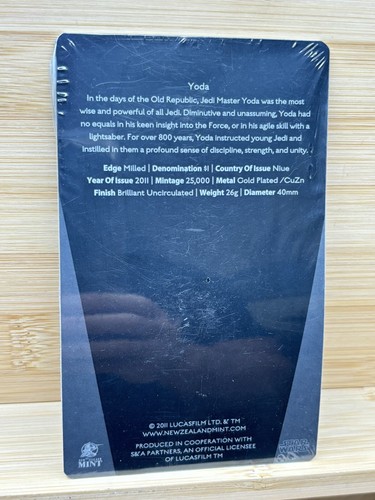 Yoda
In the days of the Old Republic, Jedi Master Yoda was the most
wise and powerful of all Jedi. Diminutive and unassuming, Yoda had
no equals in his keen insight into the Force, or in his agile skill with a
lightsaber. For over 800 years, Yoda instructed young Jedi and
instilled in them a profound sense of discipline, strength, and unity.
Edge Milled | Denomination $1 | Country Of Issue Niue
Year Of Issue 2011 | Mintage 25,000 | Metal Gold Plated /CuZn
Finish Brilliant Uncirculated | Weight 26g | Diameter 40mm
© 2011 LUCASFILM LTD. & ™
WWW.NEWZEALANDMINT.COM
PRODUCED IN COOPERATION WITH
S&A PARTNERS, AN OFFICIAL LICENSEE
OF LUCASFILM ™
NEW ZEALAND
MINT
STAR
WARS